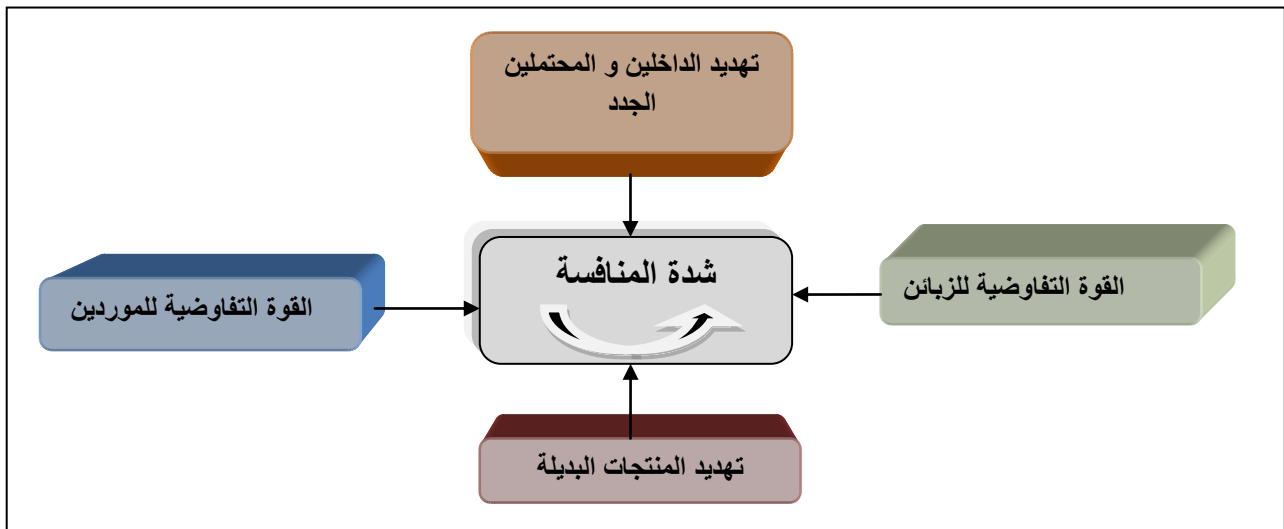 تهديد الداخلين و المحتملين
الجدد
شدة المنافسة
القوة التفاوضية للزبائن
القوة التفاوضية للموردين
تهديد المنتجات البديلة